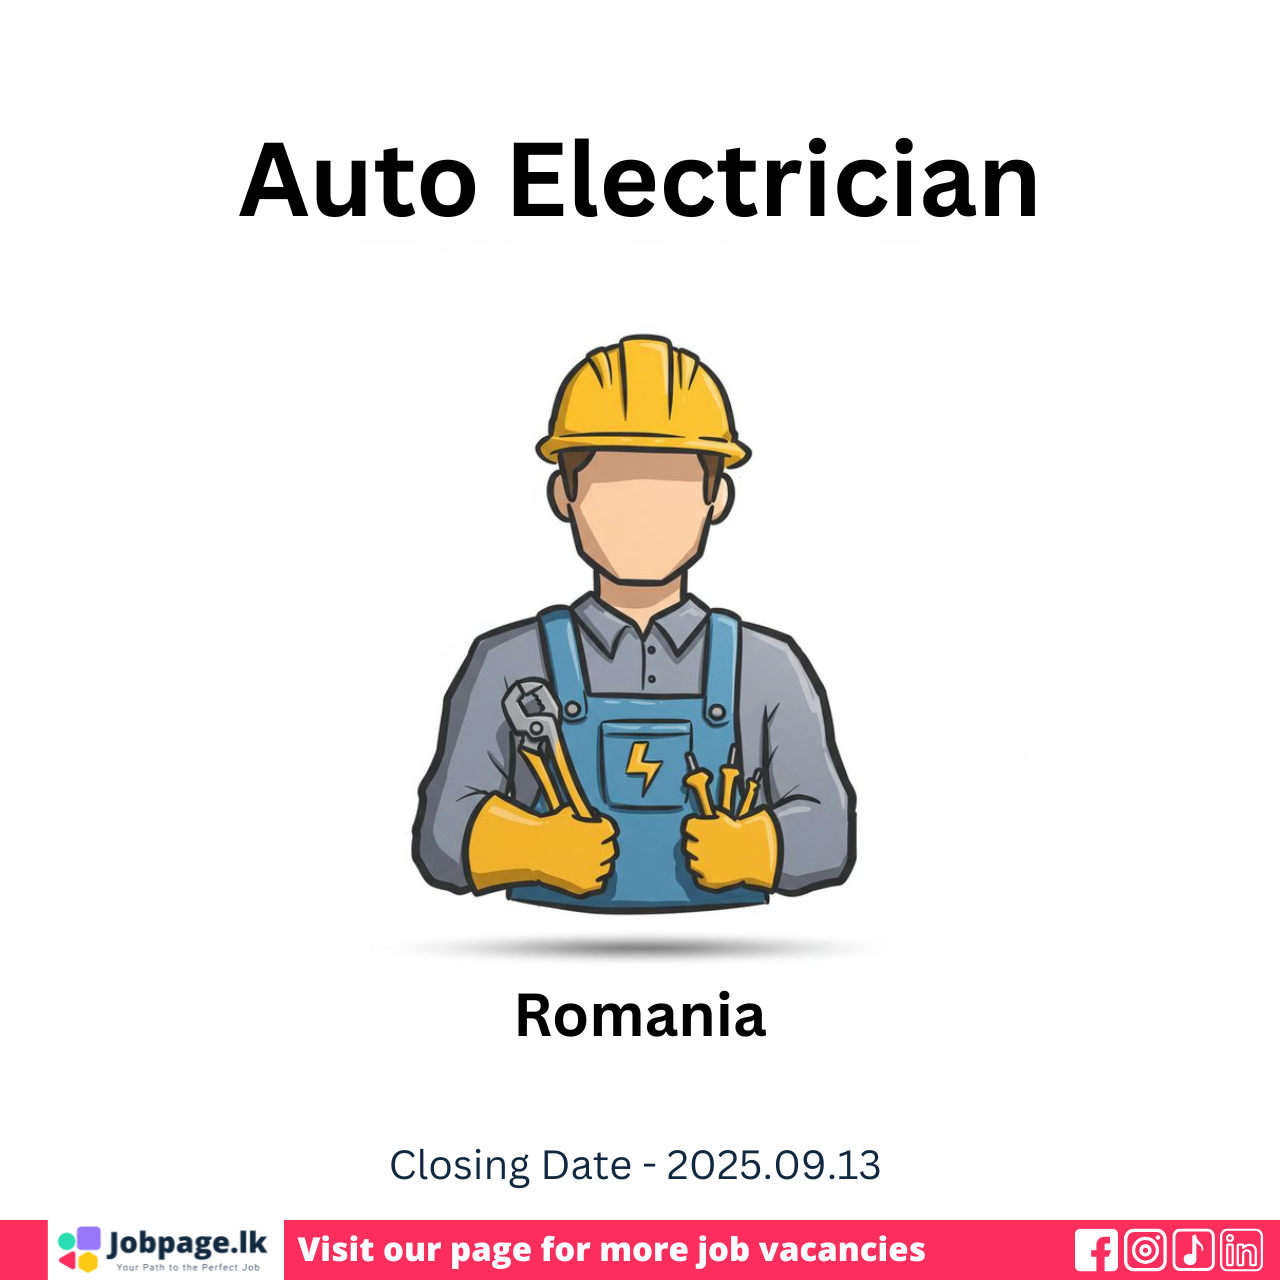 Auto Electrician
Romania
Closing Date - 2025.09.13
Jobpage.lk
Your Path to the Perfect Job
Visit our page for more job vacancies
in